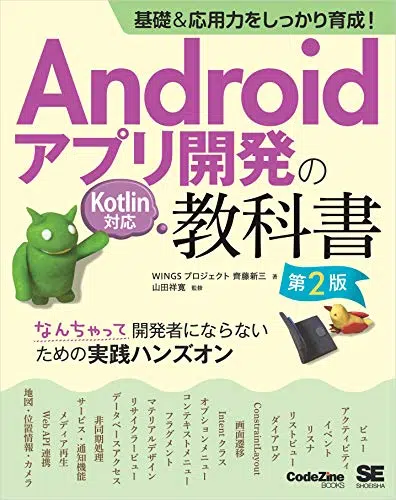 基礎&応用力をしっかり育成!
Android
アプリ開発の
教科書
Kotlin
対応
第2版
WINGSプロジェクト 齊藤新三 著
山田祥寛 監修
なんちゃって開発者にならない
ための実践ハンズオン
ビュー
アクティビティ
イベント
リスナ
リストビュー
ダイアログ
ConstraintLayout
画面遷移
Intentクラス
オプションメニュー
コンテキストメニュー
フラグメント
マテリアルデザイン
リサイクラービュー
データベースアクセス
非同期処理
サービス・通知機能
メディア再生
Web API 連携
地図・位置情報・カメラ
CodeZine
BOOKS
SE
SHOEISHA